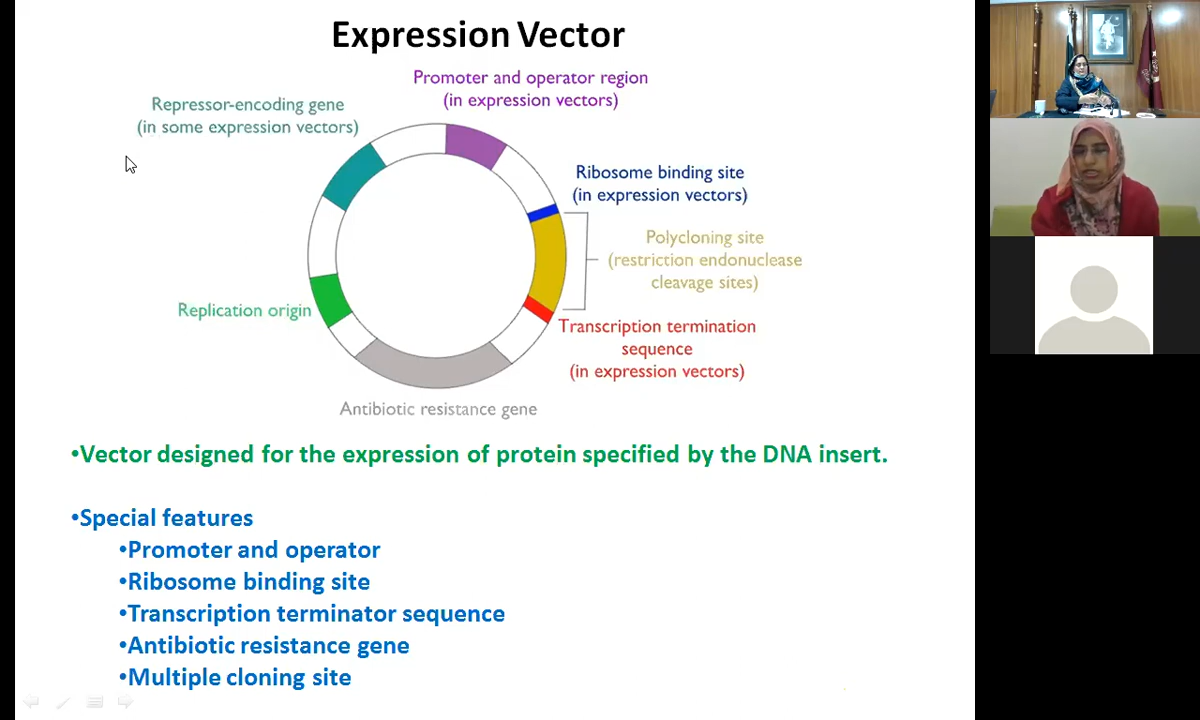 Expression Vector
Promoter and operator region
(in expression vectors)
Repressor-encoding gene
(in some expression vectors)
Ribosome binding site
(in expression vectors)
Polycloning site
(restriction endonuclease
cleavage sites)
Replication origin
Transcription termination
sequence
(in expression vectors)
Antibiotic resistance gene
•Vector designed for the expression of protein specified by the DNA insert.
•Special features
•Promoter and operator
•Ribosome binding site
•Transcription terminator sequence
•Antibiotic resistance gene
•Multiple cloning site